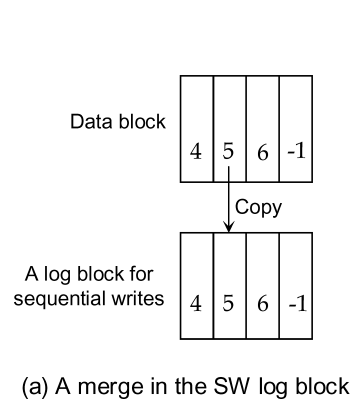 Data block
4 5 6 -1
Copy
A log block for
sequential writes
4 5 6 -1
(a) A merge in the SW log block